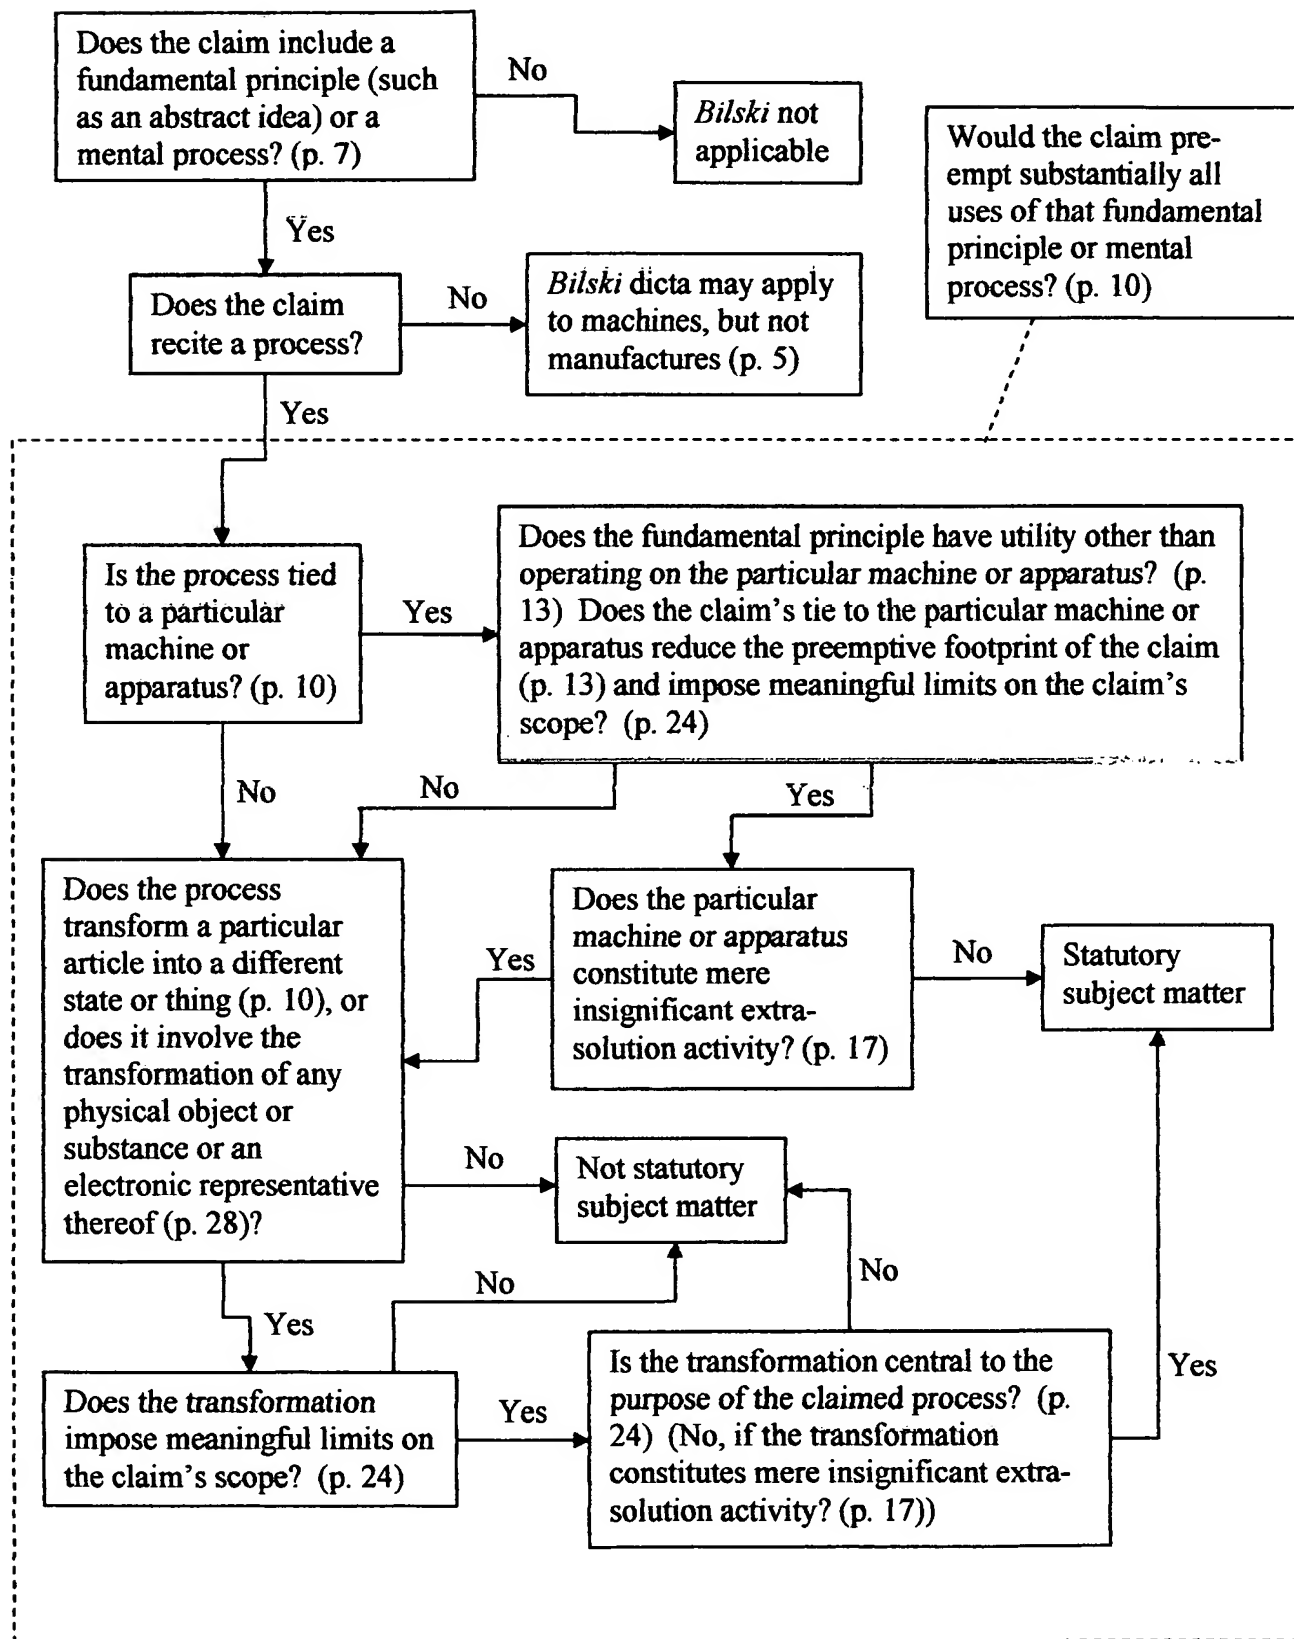 Does the claim include a
fundamental principle (such
as an abstract idea) or a
mental process? (p. 7)
No
Bilski not
applicable
Would the claim pre-
empt substantially all
uses of that fundamental
principle or mental
process? (p. 10)
Yes
Does the claim
recite a process?
No
Bilski dicta may apply
to machines, but not
manufactures (p. 5)
Yes
Is the process tied
to a particular
machine or
apparatus? (p. 10)
Yes
Does the fundamental principle have utility other than
operating on the particular machine or apparatus? (p.
13) Does the claim's tie to the particular machine or
apparatus reduce the preemptive footprint of the claim
(p. 13) and impose meaningful limits on the claim's
scope? (p. 24)
No
No
Yes
Does the process
transform a particular
article into a different
state or thing (p. 10), or
does it involve the
transformation of any
physical object or
substance or an
electronic representative
thereof (p. 28)?
Yes
Does the particular
machine or apparatus
constitute mere
insignificant extra-
solution activity? (p. 17)
No
Statutory
subject matter
No
Not statutory
subject matter
No
No
Yes
Does the transformation
impose meaningful limits on
the claim's scope? (p. 24)
Yes
Is the transformation central to the
purpose of the claimed process? (p.
24) (No, if the transformation
constitutes mere insignificant extra-
solution activity? (p. 17))
Yes